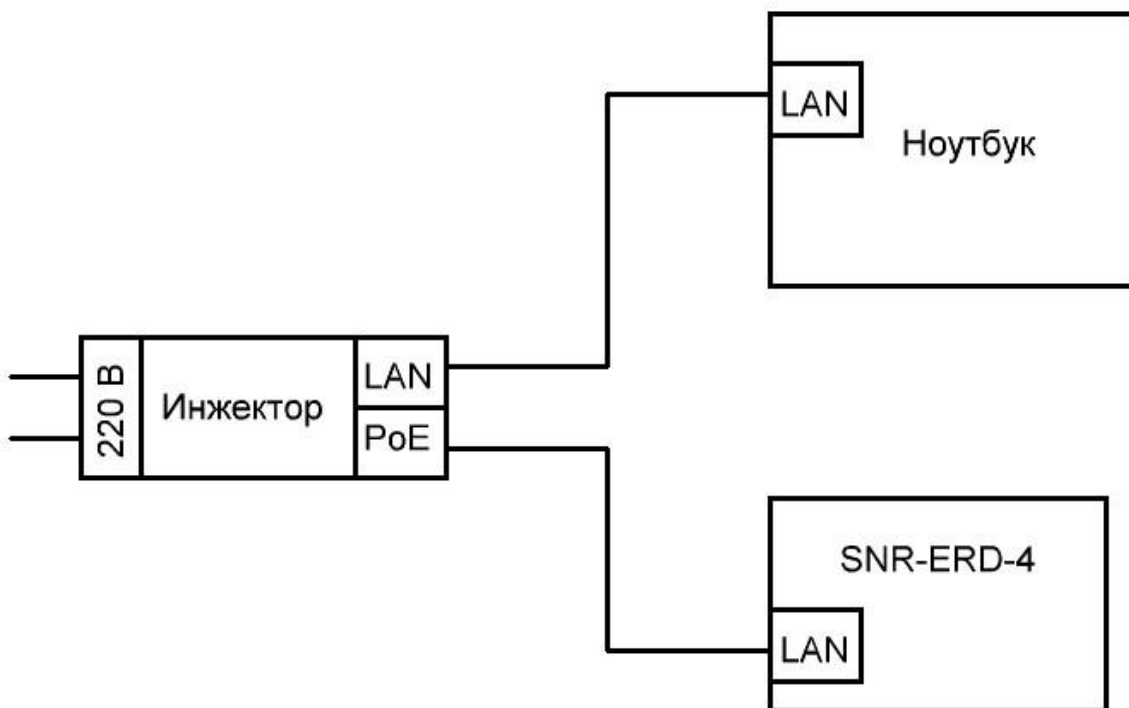 LAN
Ноутбук
220 В
Инжектор
LAN
PoE
SNR-ERD-4
LAN